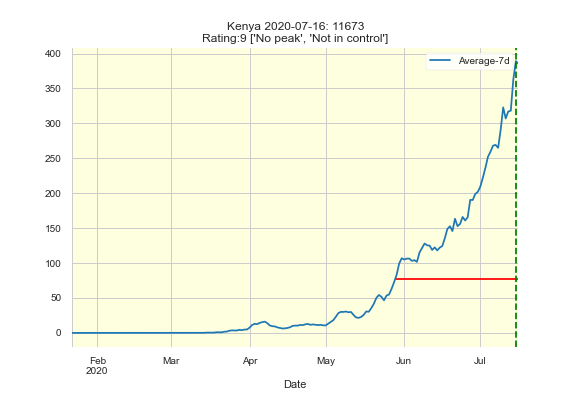 Kenya 2020-07-16: 11673
Rating:9 ['No peak', 'Not in control']
Average-7d
400
350
300
250
200
150
100
50
0
Feb
2020
Mar
Apr
May
Jun
Jul
Date